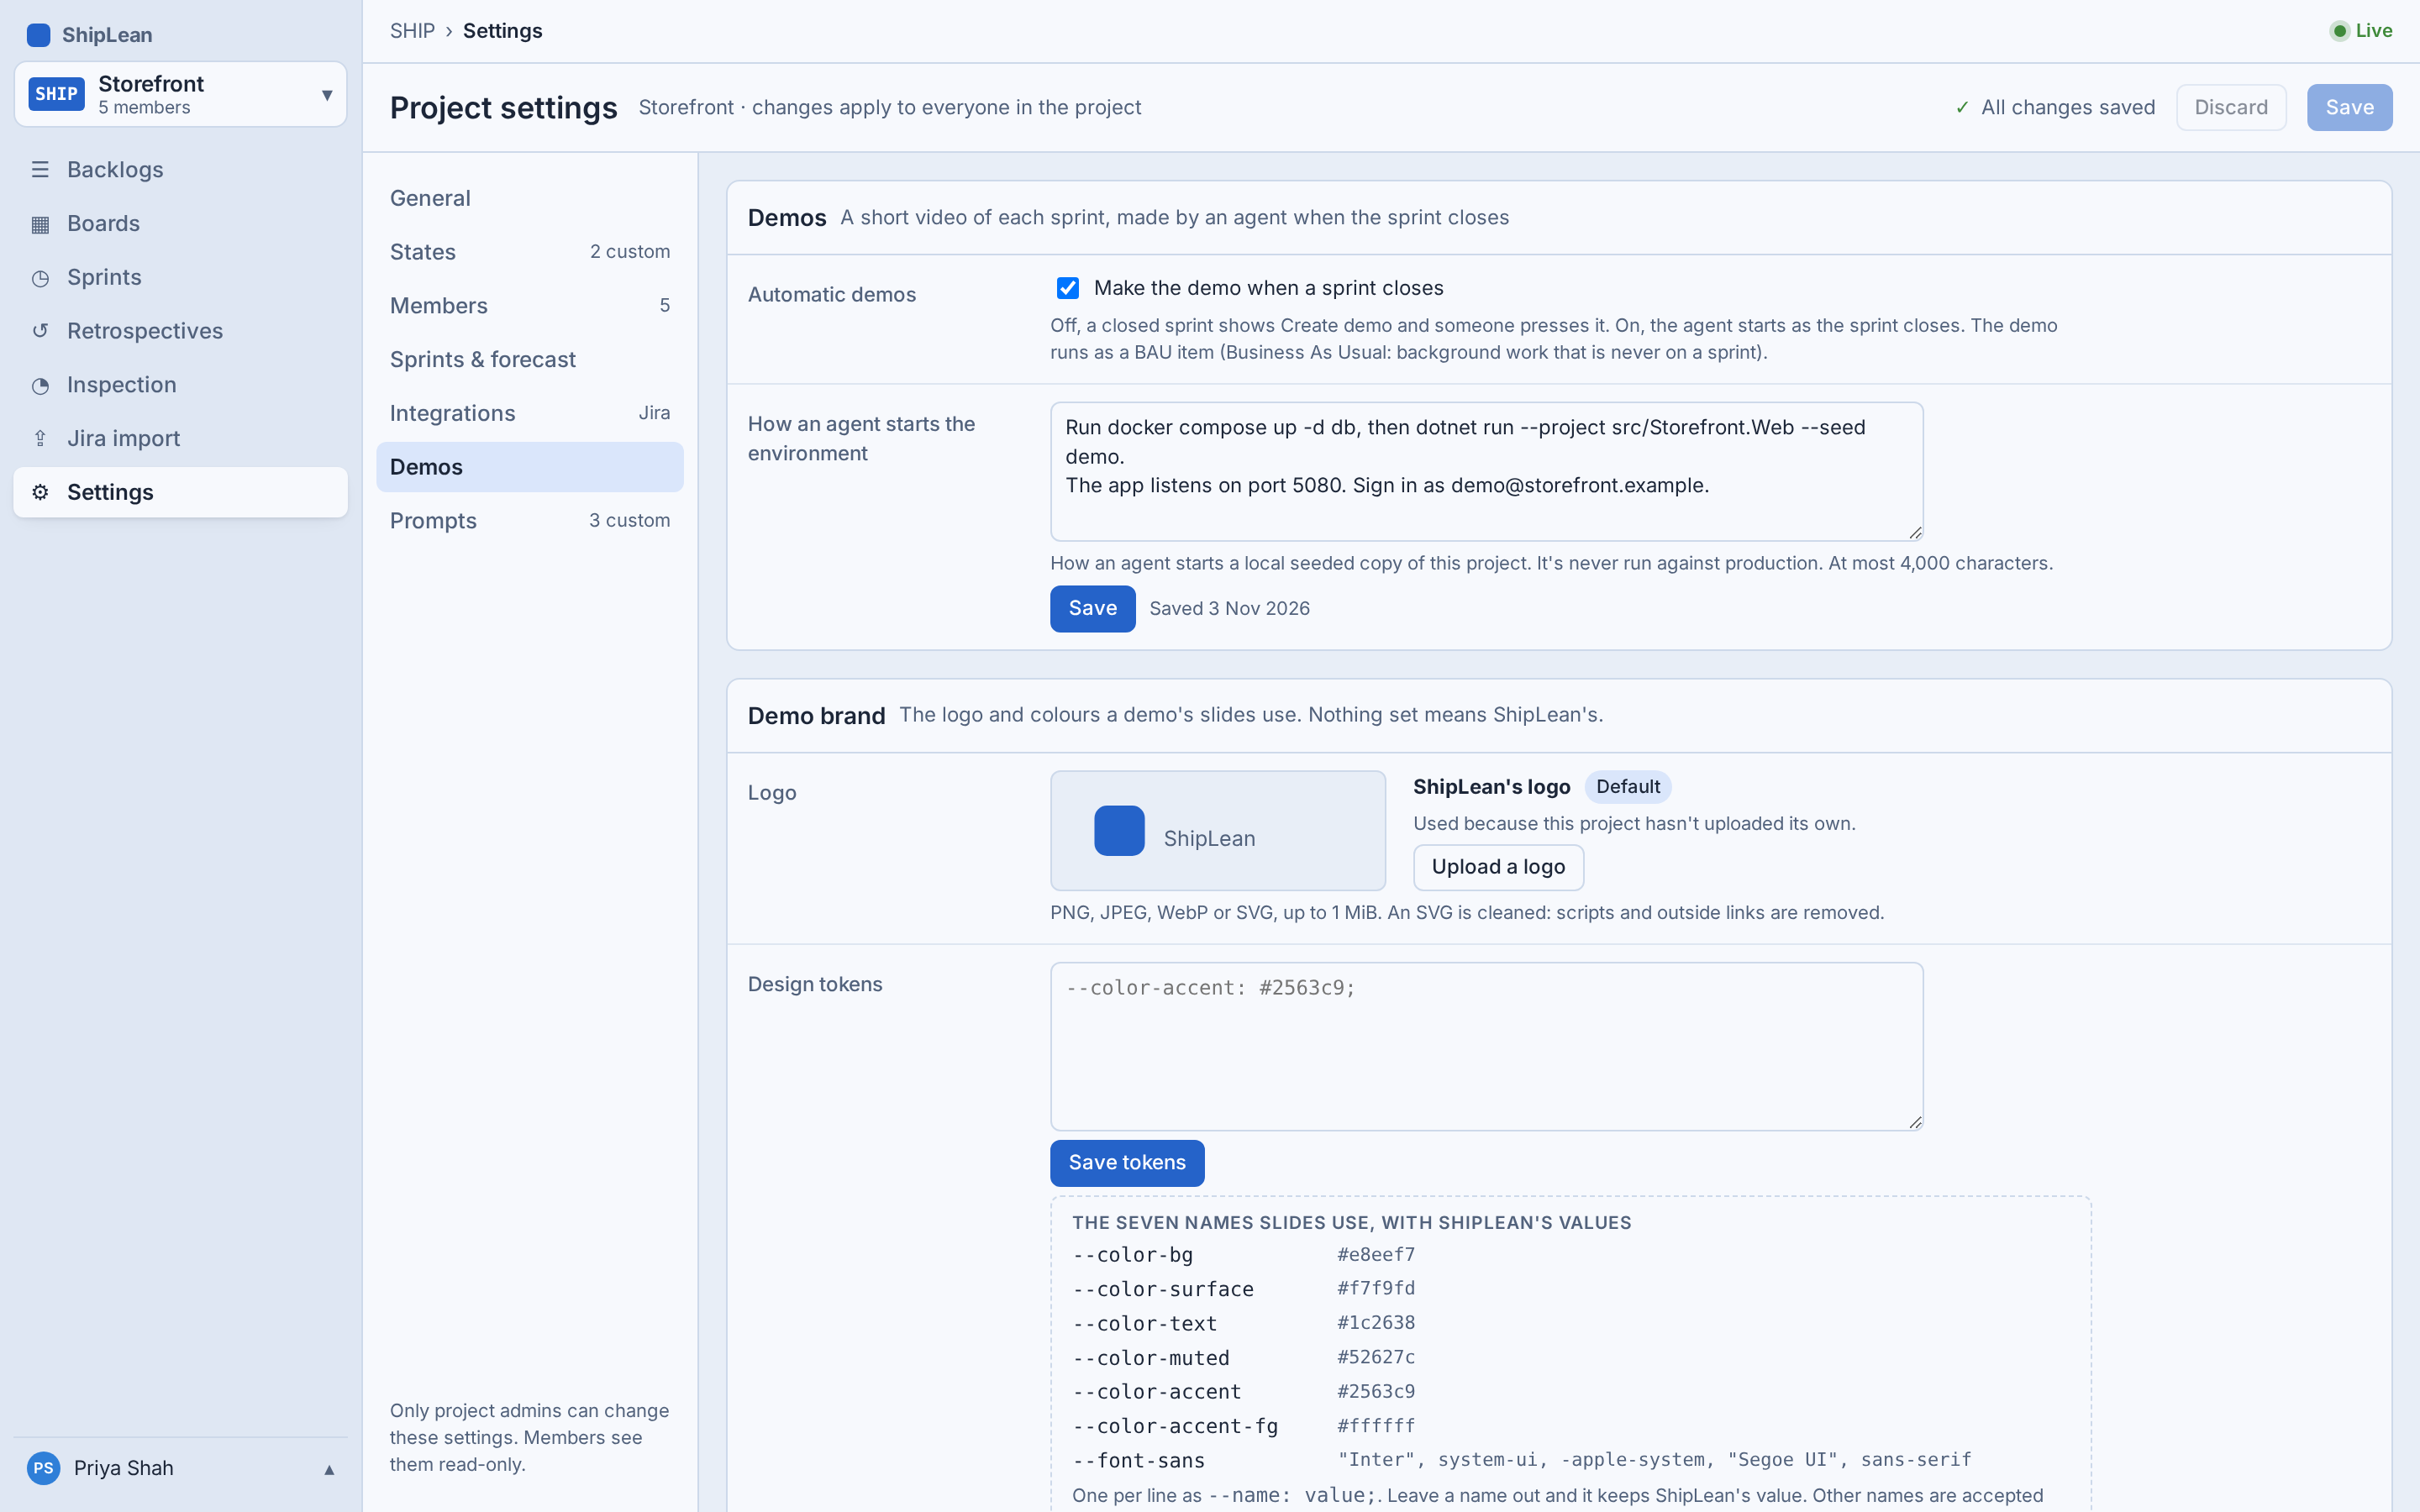 ShipLean
SHIP
Storefront
5 members
Backlogs
Boards
Sprints
Retrospectives
Inspection
Jira import
Settings
PS
Priya Shah
SHIP › Settings
Live
Project settings
Storefront · changes apply to everyone in the project
✓ All changes saved
Discard
Save
General
States
2 custom
Members
5
Sprints & forecast
Integrations
Jira
Demos
Prompts
3 custom
Only project admins can change
these settings. Members see
them read-only.
Demos
A short video of each sprint, made by an agent when the sprint closes
Automatic demos
Make the demo when a sprint closes
Off, a closed sprint shows Create demo and someone presses it. On, the agent starts as the sprint closes. The demo
runs as a BAU item (Business As Usual: background work that is never on a sprint).
How an agent starts the
environment
Run docker compose up -d db, then dotnet run --project src/Storefront.Web --seed
demo.
The app listens on port 5080. Sign in as demo@storefront.example.
How an agent starts a local seeded copy of this project. It's never run against production. At most 4,000 characters.
Save
Saved 3 Nov 2026
Demo brand
The logo and colours a demo's slides use. Nothing set means ShipLean's.
Logo
ShipLean
ShipLean's logo
Default
Used because this project hasn't uploaded its own.
Upload a logo
PNG, JPEG, WebP or SVG, up to 1 MiB. An SVG is cleaned: scripts and outside links are removed.
Design tokens
--color-accent: #2563c9;
Save tokens
THE SEVEN NAMES SLIDES USE, WITH SHIPLEAN'S VALUES
--color-bg #e8eef7
--color-surface #f7f9fd
--color-text #1c2638
--color-muted #52627c
--color-accent #2563c9
--color-accent-fg #ffffff
--font-sans "Inter", system-ui, -apple-system, "Segoe UI", sans-serif
One per line as --name: value;. Leave a name out and it keeps ShipLean's value. Other names are accepted